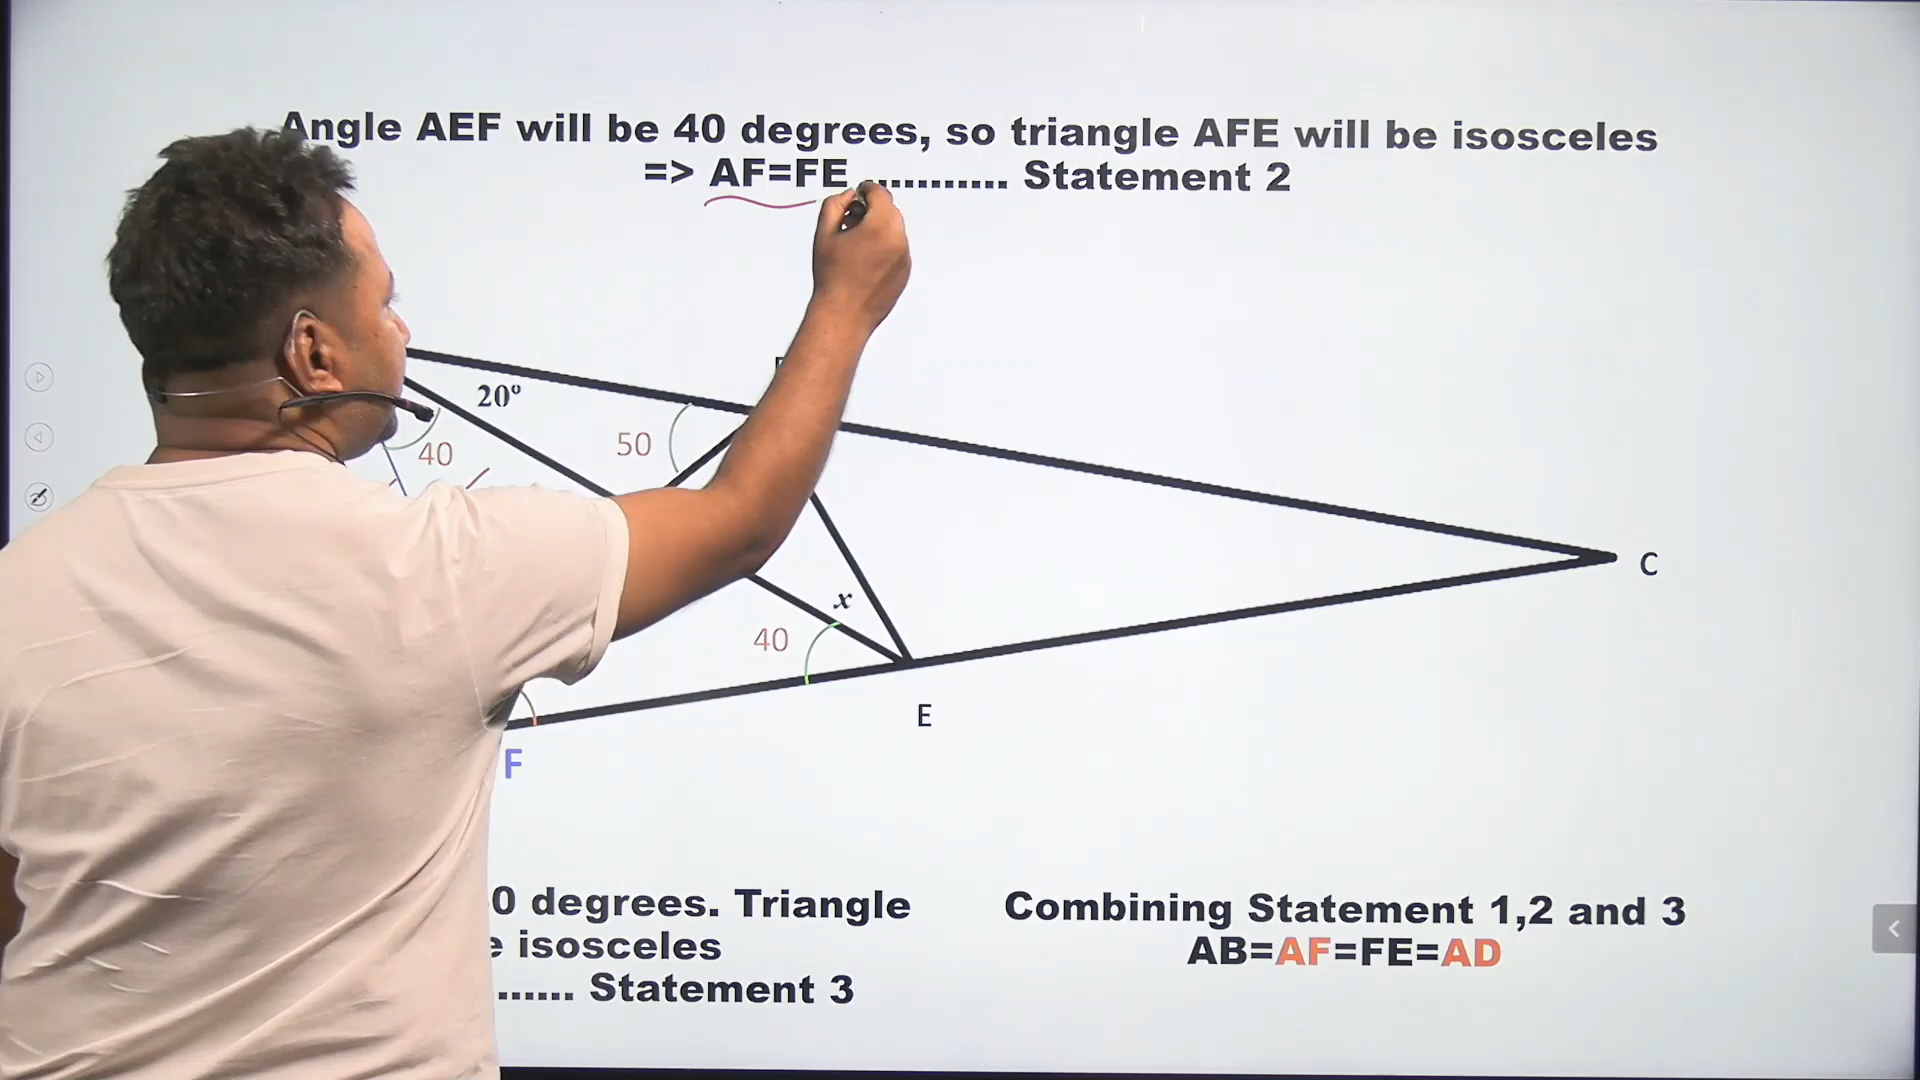 Angle AEF will be 40 degrees, so triangle AFE will be isosceles
=> AF=FE ........... Statement 2
20º
50
40
x
40
C
E
F
0 degrees. Triangle
e isosceles
...... Statement 3
Combining Statement 1,2 and 3
AB=AF=FE=AD